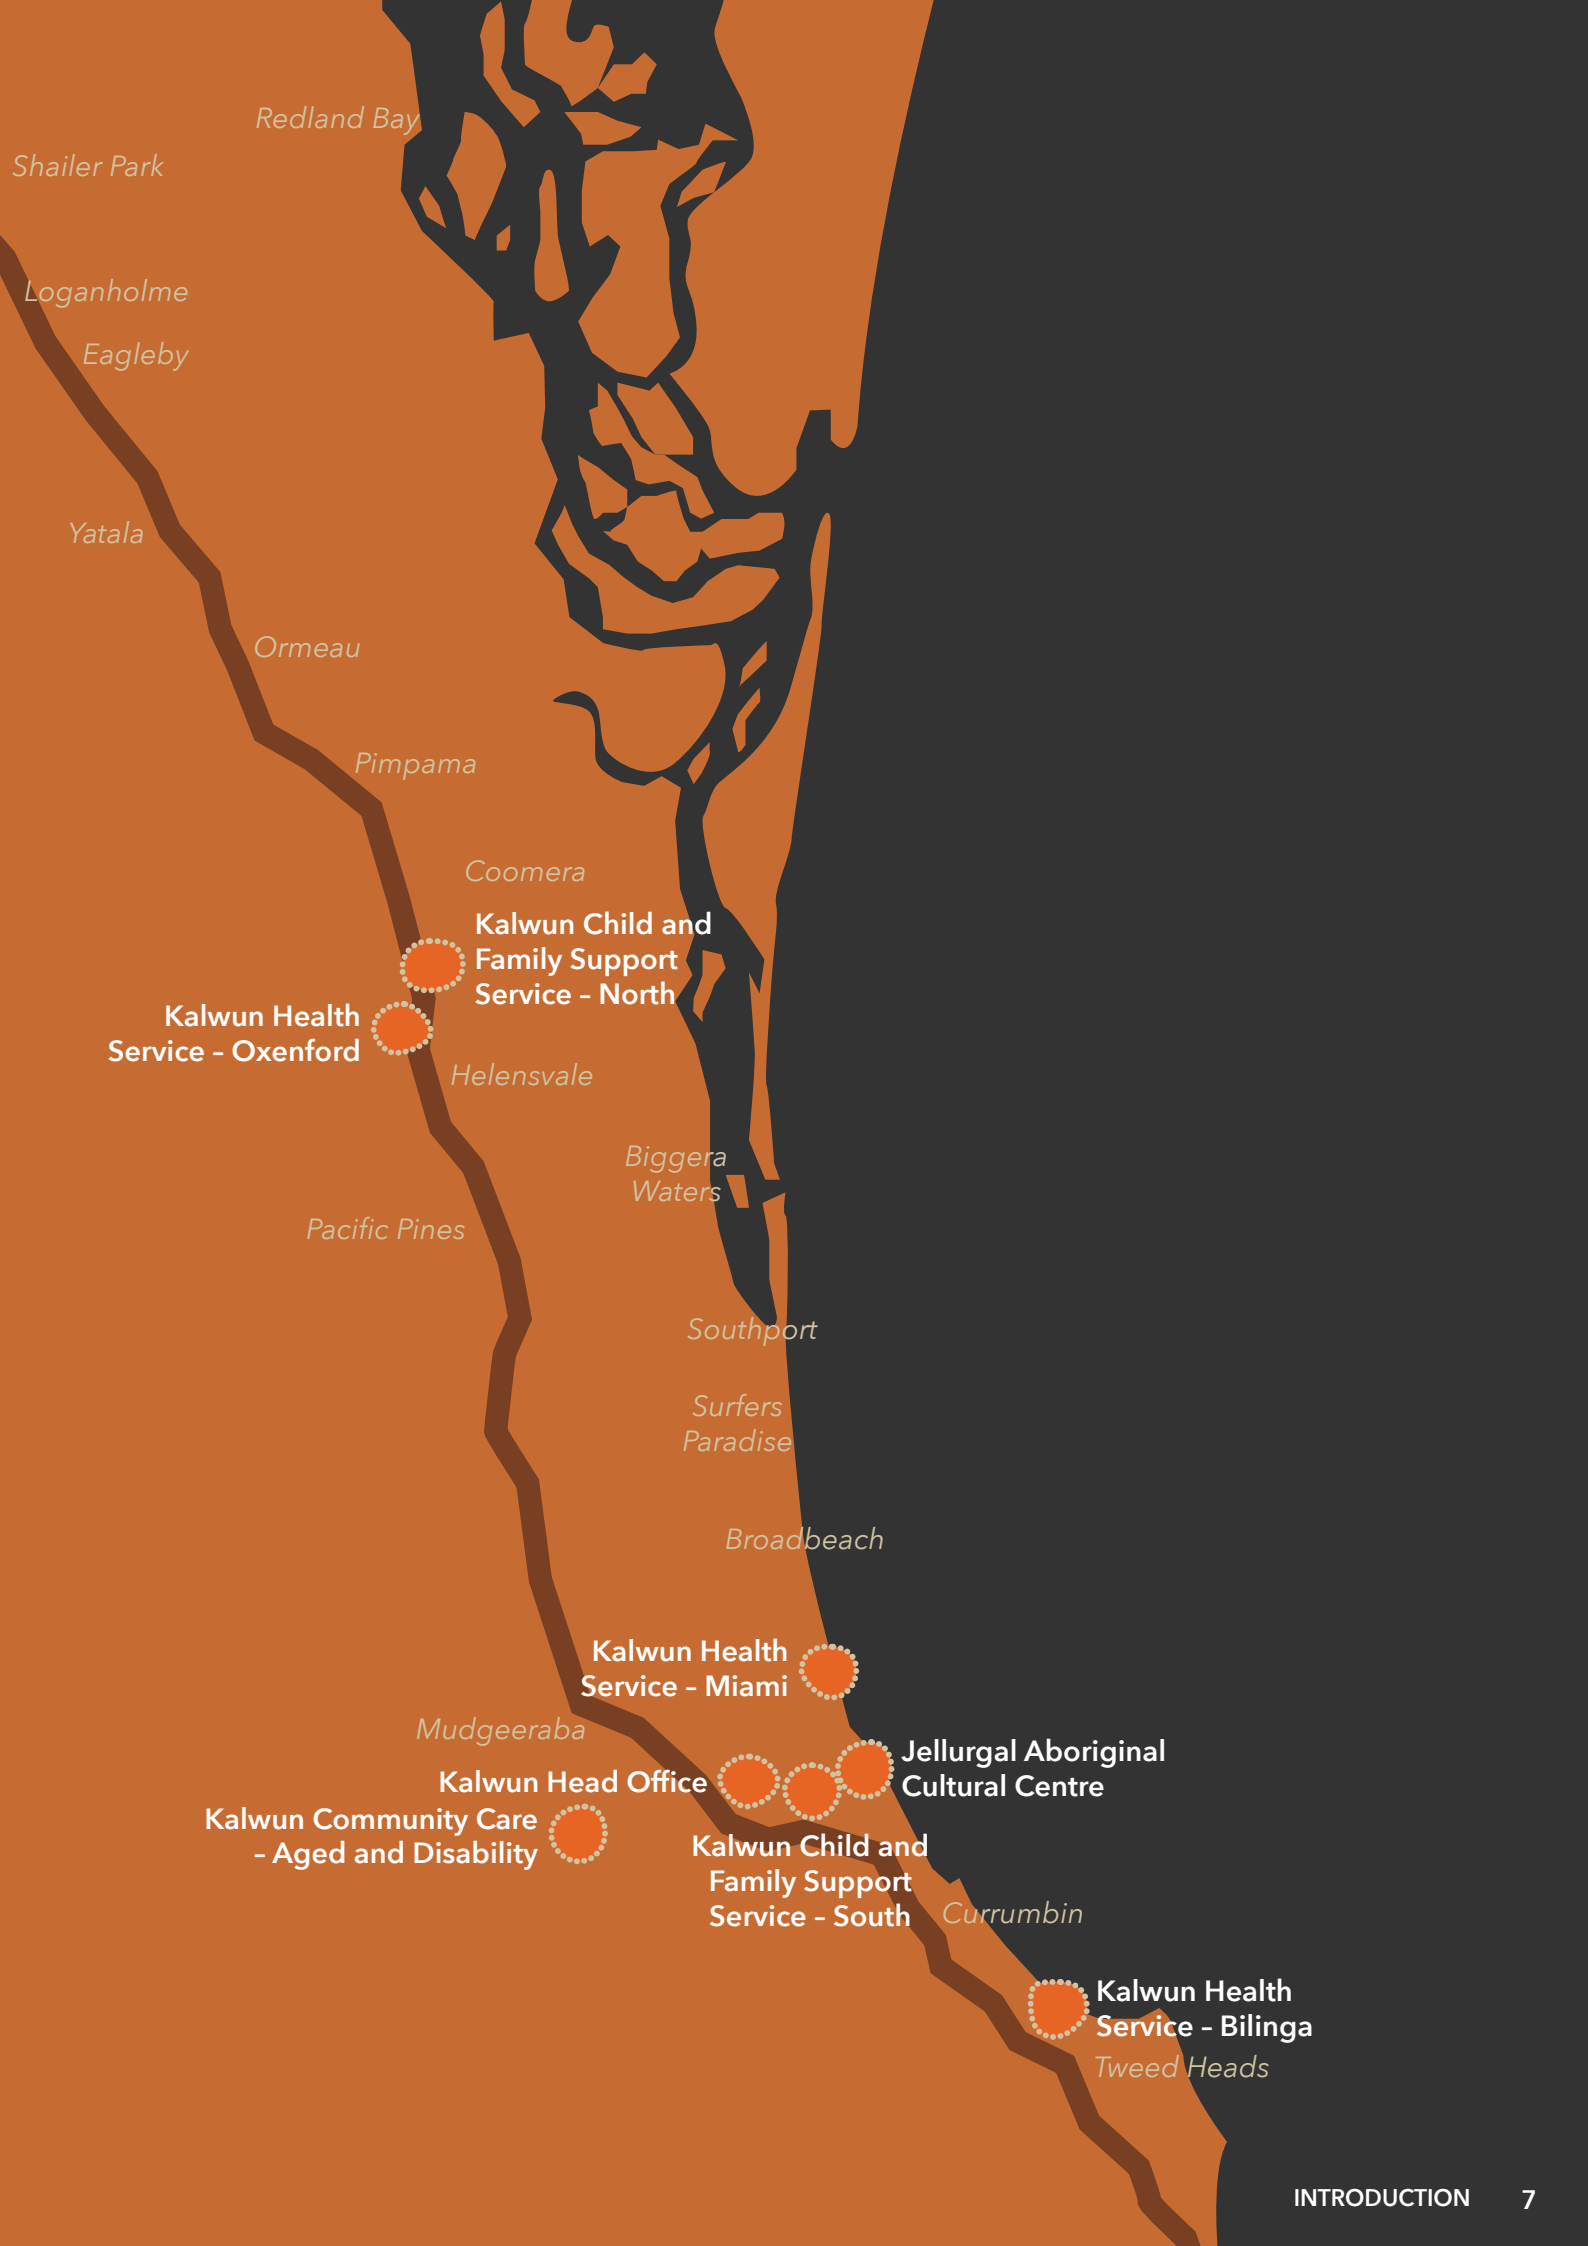 Redland Bay
Shailer Park
Loganholme
Eagleby
Yatala
Ormeau
Pimpama
Coomera
Kalwun Child and
Family Support
Service – North
Kalwun Health
Service – Oxenford
Helensvale
Biggera
Waters
Pacific Pines
Southport
Surfers
Paradise
Broadbeach
Kalwun Health
Service – Miami
Mudgeeraba
Jellurgal Aboriginal
Cultural Centre
Kalwun Head Office
Kalwun Community Care
– Aged and Disability
Kalwun Child and
Family Support
Service – South
Currumbin
Kalwun Health
Service – Bilinga
Tweed Heads
INTRODUCTION 7